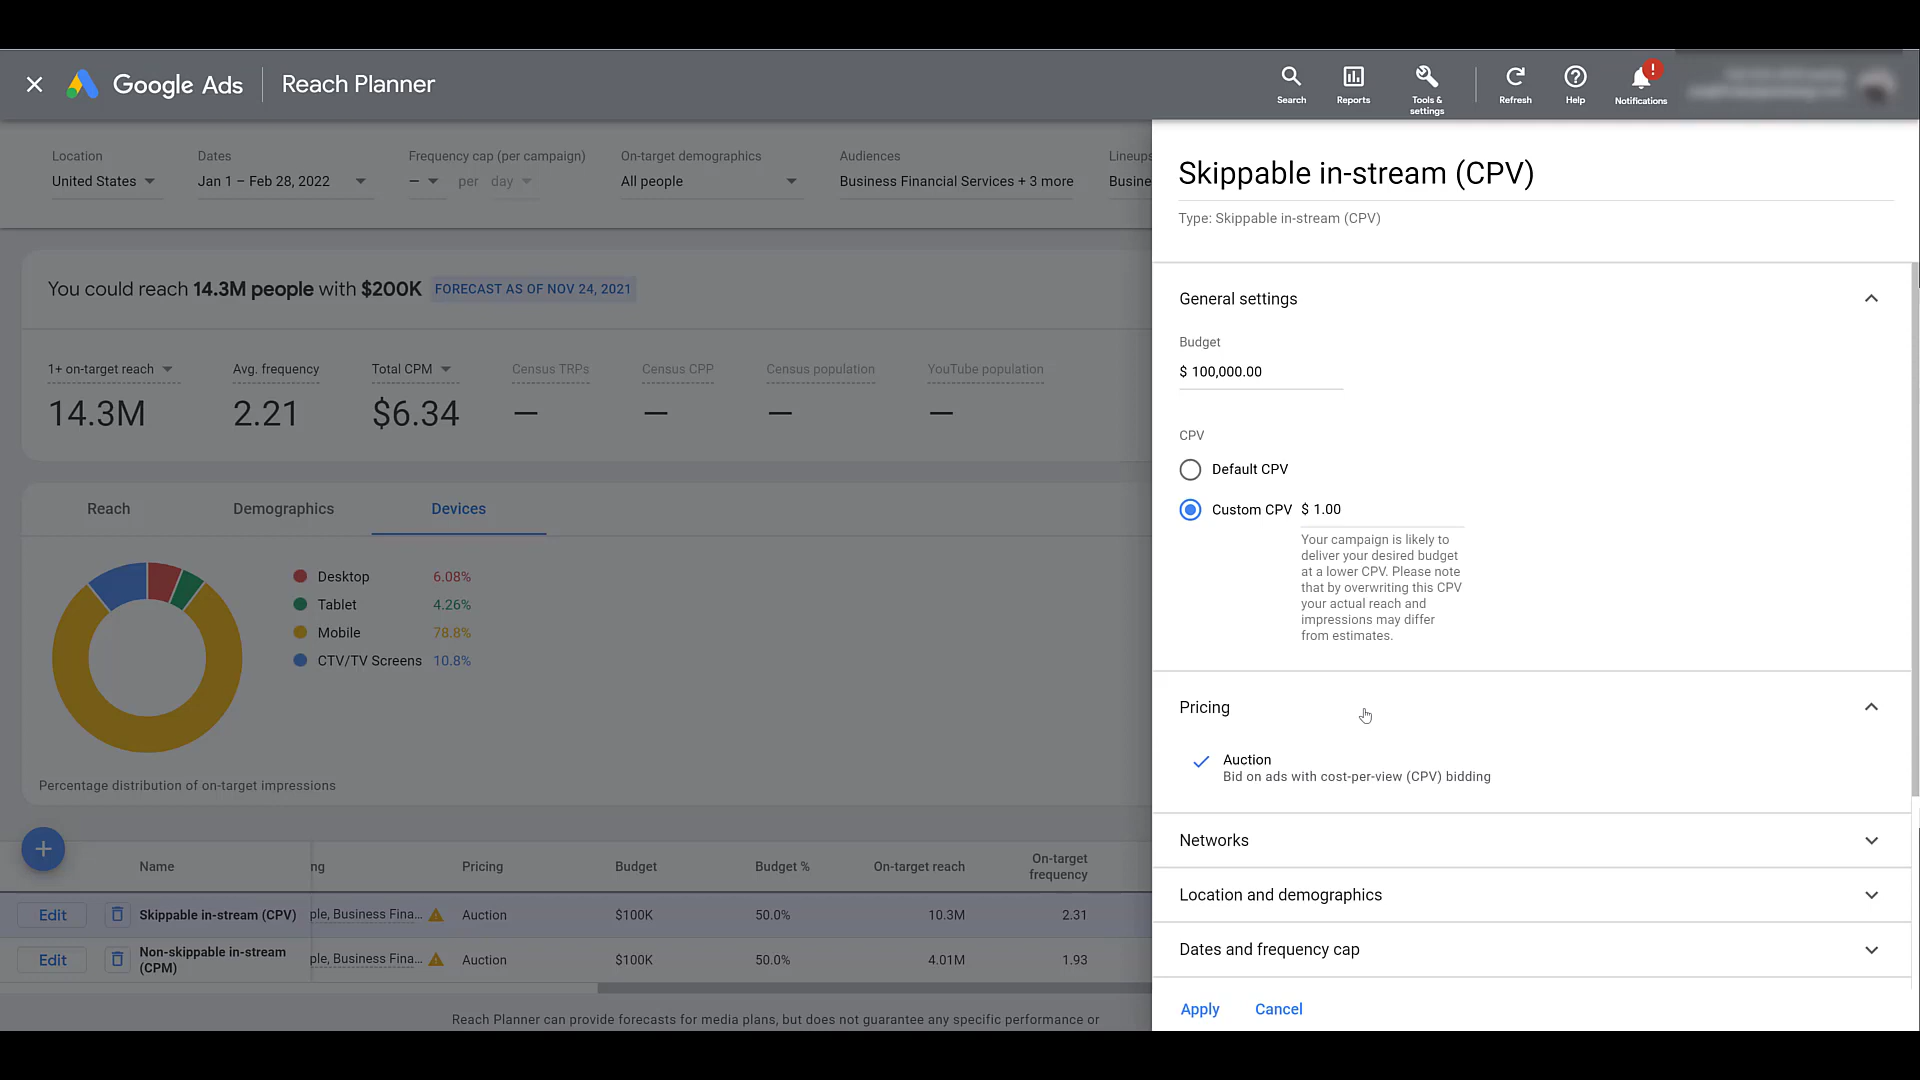 Google Ads
Reach Planner
Search
Reports
Tools &
settings
Refresh
Help
!
Notifications
Location
United States
Dates
Jan 1 – Feb 28, 2022
Frequency cap (per campaign)
– per day
On-target demographics
All people
Audiences
Business Financial Services + 3 more
Lineups
Busine
You could reach 14.3M people with $200K
FORECAST AS OF NOV 24, 2021
1+ on-target reach
14.3M
Avg. frequency
2.21
Total CPM
$6.34
Census TRPs
—
Census CPP
—
Census population
—
YouTube population
—
Reach
Demographics
Devices
Desktop 6.08%
Tablet 4.26%
Mobile 78.8%
CTV/TV Screens 10.8%
Percentage distribution of on-target impressions
Name ng Pricing Budget Budget % On-target reach On-target
frequency
Edit Skippable in-stream (CPV) ple, Business Fina... Auction $100K 50.0% 10.3M 2.31
Edit Non-skippable in-stream
(CPM) ple, Business Fina... Auction $100K 50.0% 4.01M 1.93
Reach Planner can provide forecasts for media plans, but does not guarantee any specific performance or
Skippable in-stream (CPV)
Type: Skippable in-stream (CPV)
General settings
Budget
$ 100,000.00
CPV
Default CPV
Custom CPV $ 1.00
Your campaign is likely to
deliver your desired budget
at a lower CPV. Please note
that by overwriting this CPV
your actual reach and
impressions may differ
from estimates.
Pricing
Auction
Bid on ads with cost-per-view (CPV) bidding
Networks
Location and demographics
Dates and frequency cap
Apply
Cancel